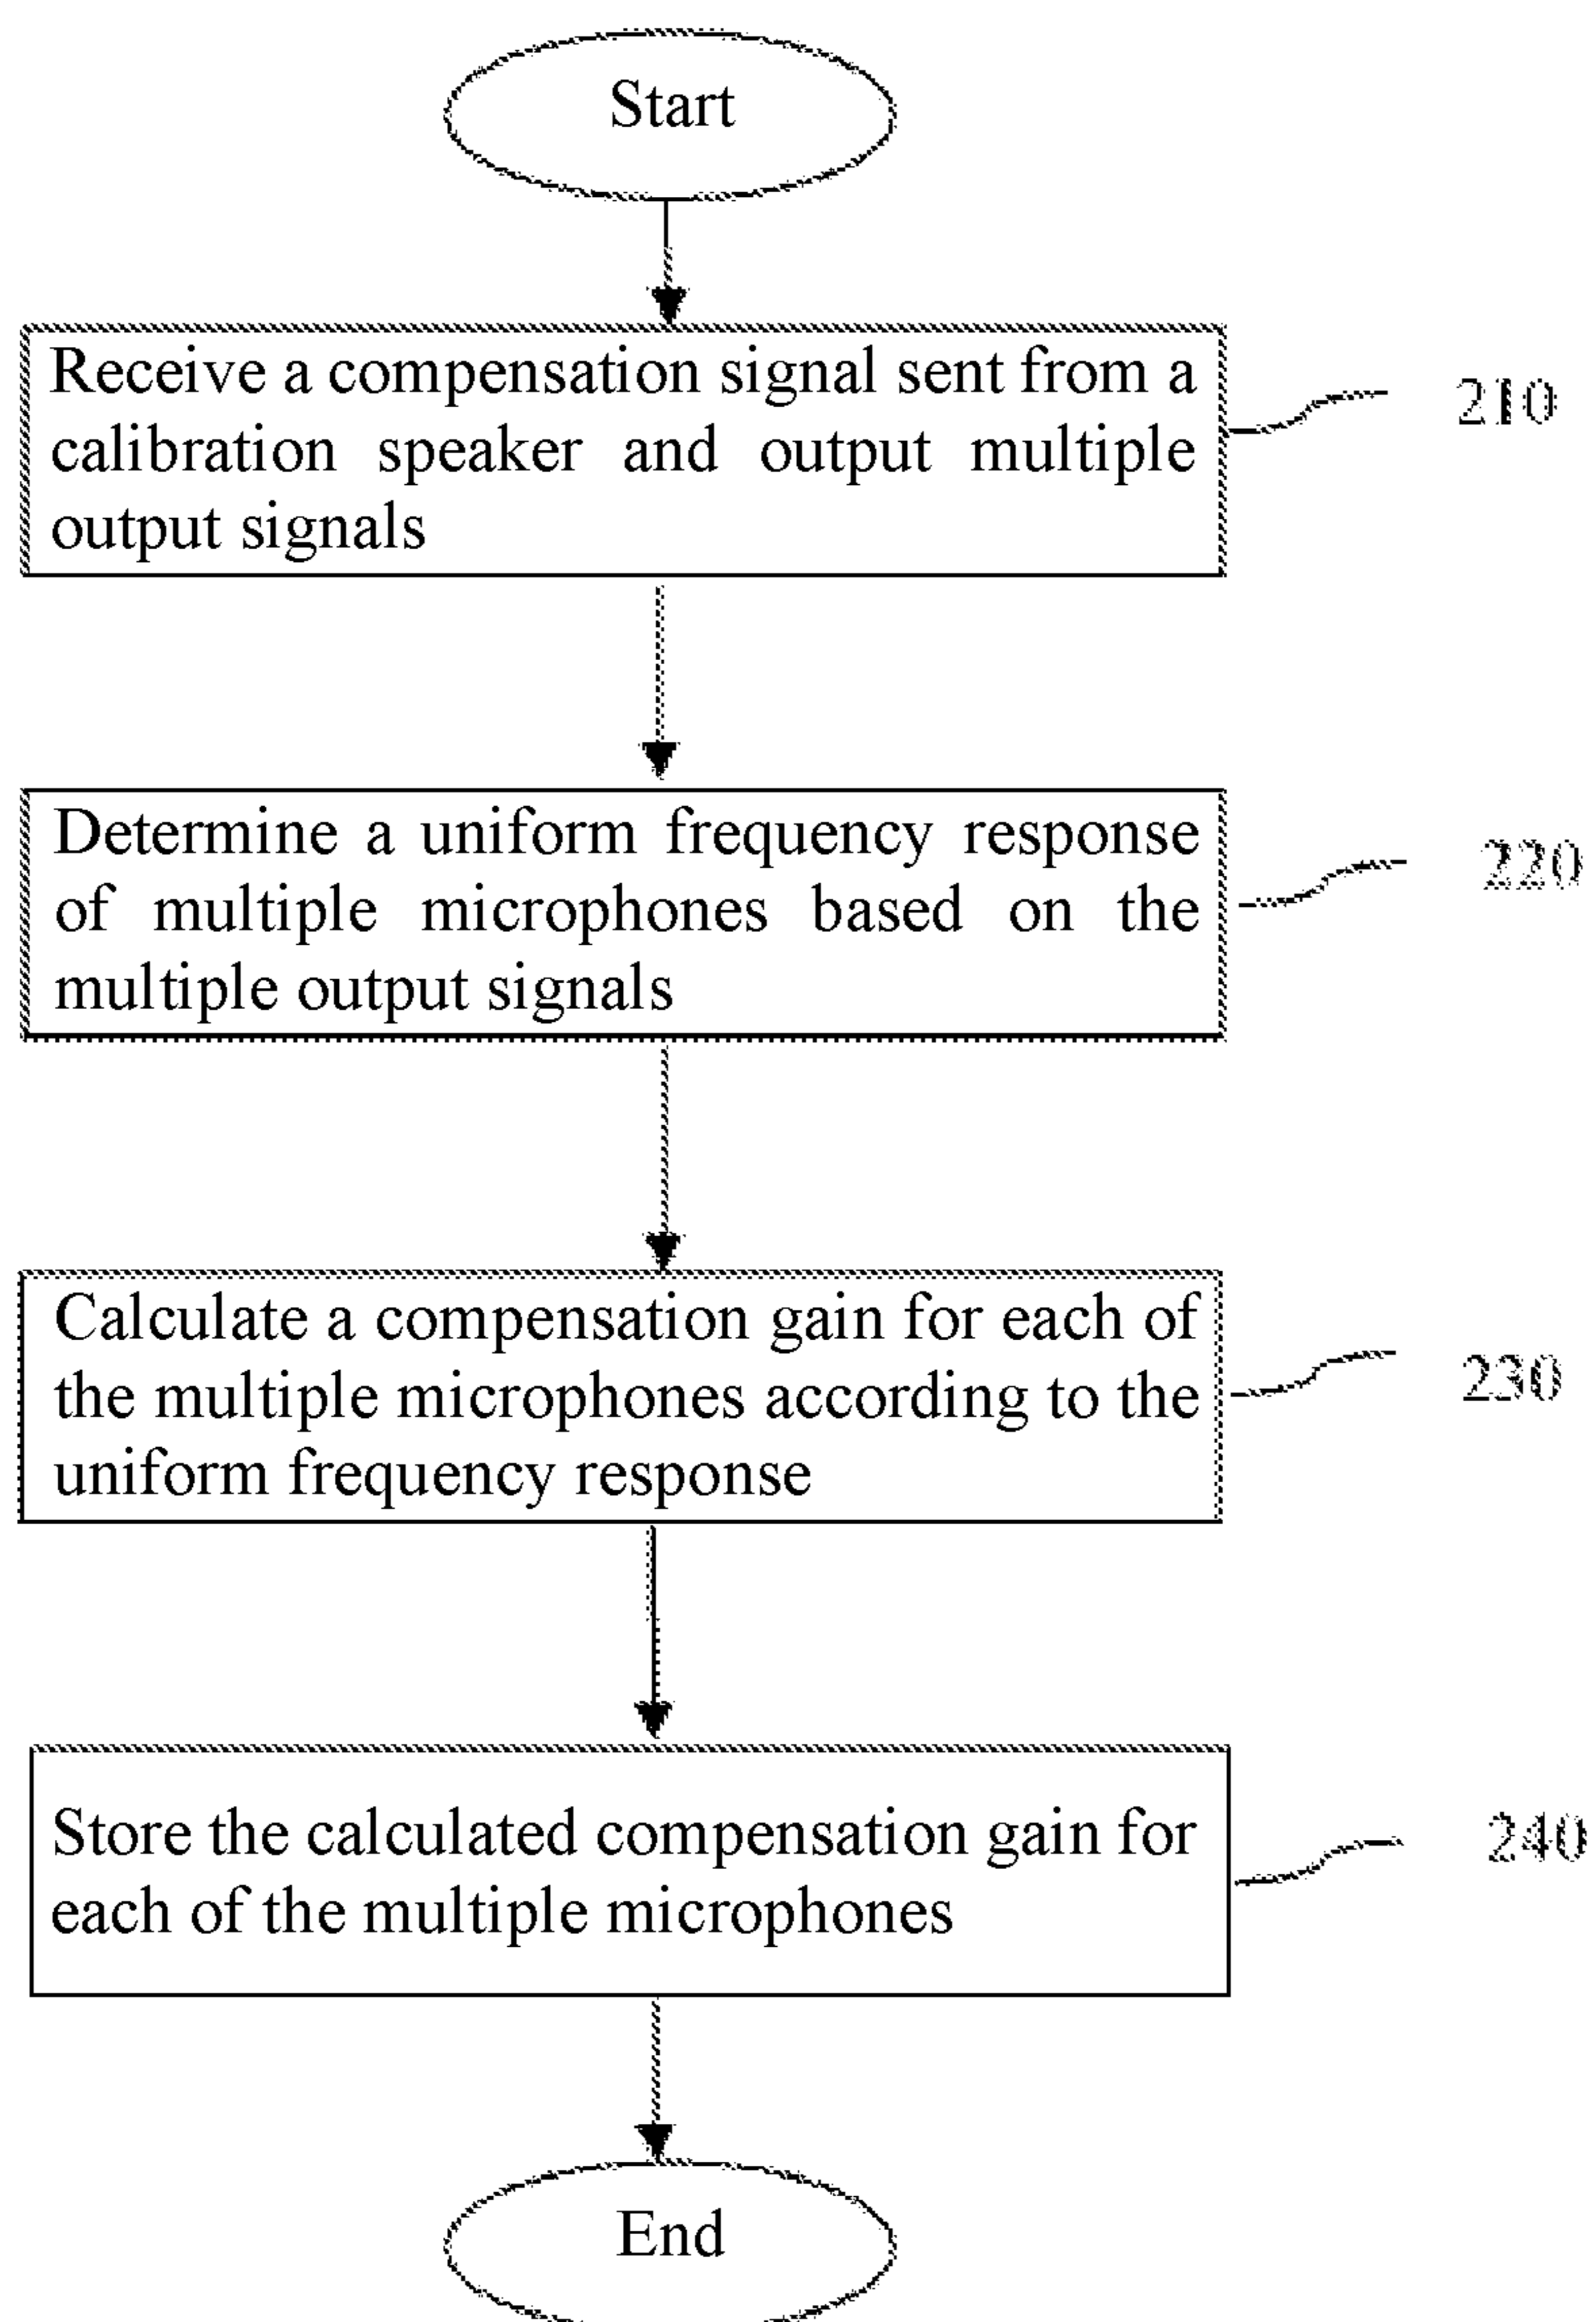 Start
Receive a compensation signal sent from a
calibration speaker and output multiple
output signals
210
Determine a uniform frequency response
of multiple microphones based on the
multiple output signals
220
Calculate a compensation gain for each of
the multiple microphones according to the
uniform frequency response
230
Store the calculated compensation gain for
each of the multiple microphones
240
End